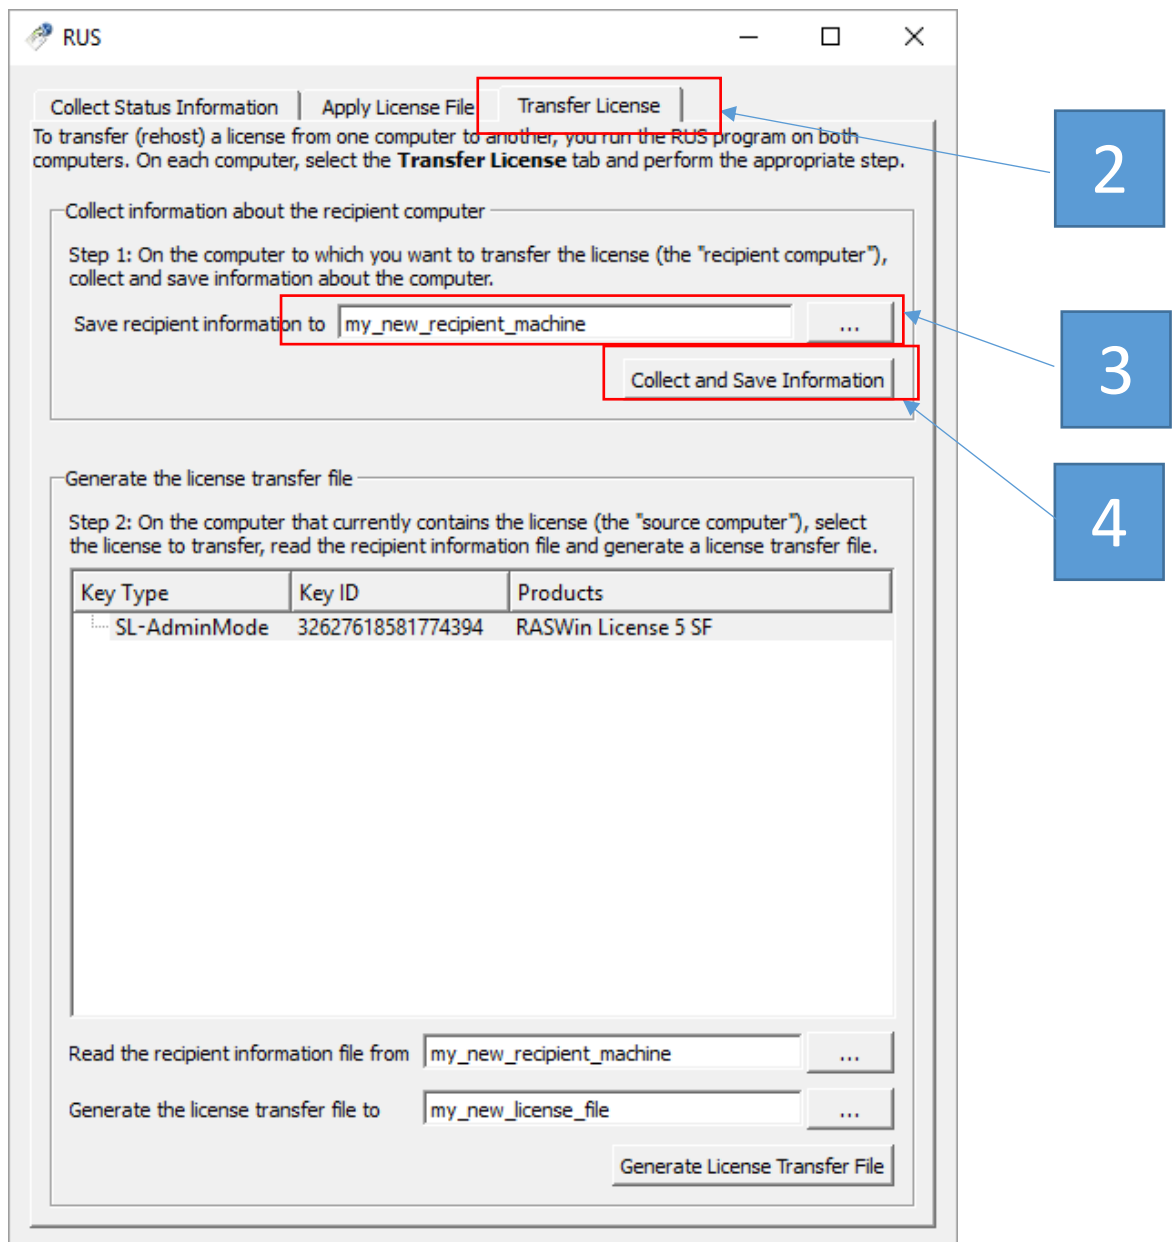 RUS
Collect Status Information
Apply License File
Transfer License
2
To transfer (rehost) a license from one computer to another, you run the RUS program on both
computers. On each computer, select the Transfer License tab and perform the appropriate step.
Collect information about the recipient computer
Step 1: On the computer to which you want to transfer the license (the "recipient computer"),
collect and save information about the computer.
Save recipient information to my_new_recipient_machine ...
3
Collect and Save Information
4
Generate the license transfer file
Step 2: On the computer that currently contains the license (the "source computer"), select
the license to transfer, read the recipient information file and generate a license transfer file.
Key Type Key ID Products
SL-AdminMode 32627618581774394 RASWin License 5 SF
Read the recipient information file from my_new_recipient_machine ...
Generate the license transfer file to my_new_license_file ...
Generate License Transfer File